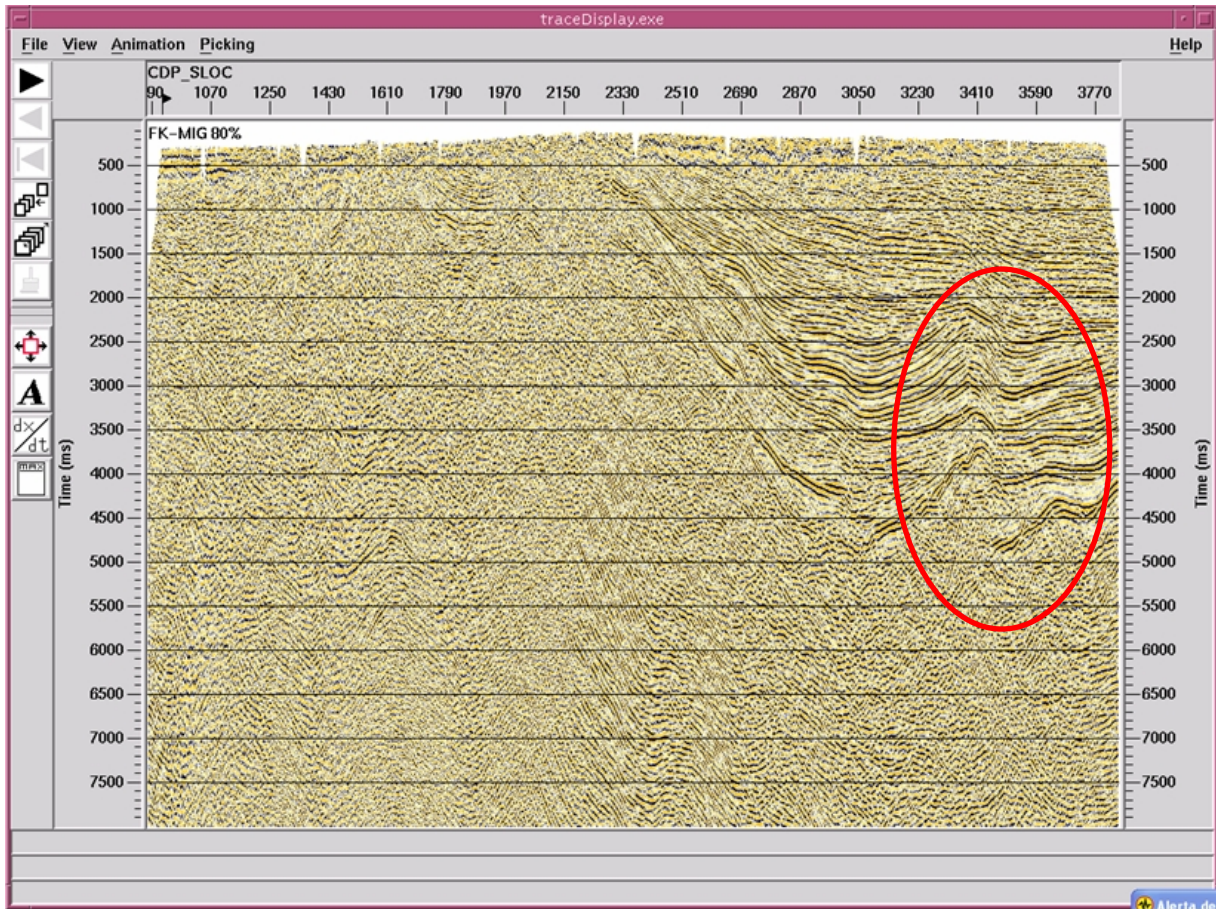 traceDisplay.exe
File View Animation Picking Help
CDP_SLOC
90 1070 1250 1430 1610 1790 1970 2150 2330 2510 2690 2870 3050 3230 3410 3590 3770
FK-MIG 80%
500 500
1000 1000
1500 1500
2000 2000
2500 2500
3000 3000
A
3500 3500
dx/dt
max
Time (ms) Time (ms)
4000 4000
4500 4500
5000 5000
5500 5500
6000 6000
6500 6500
7000 7000
7500 7500
Alerta de